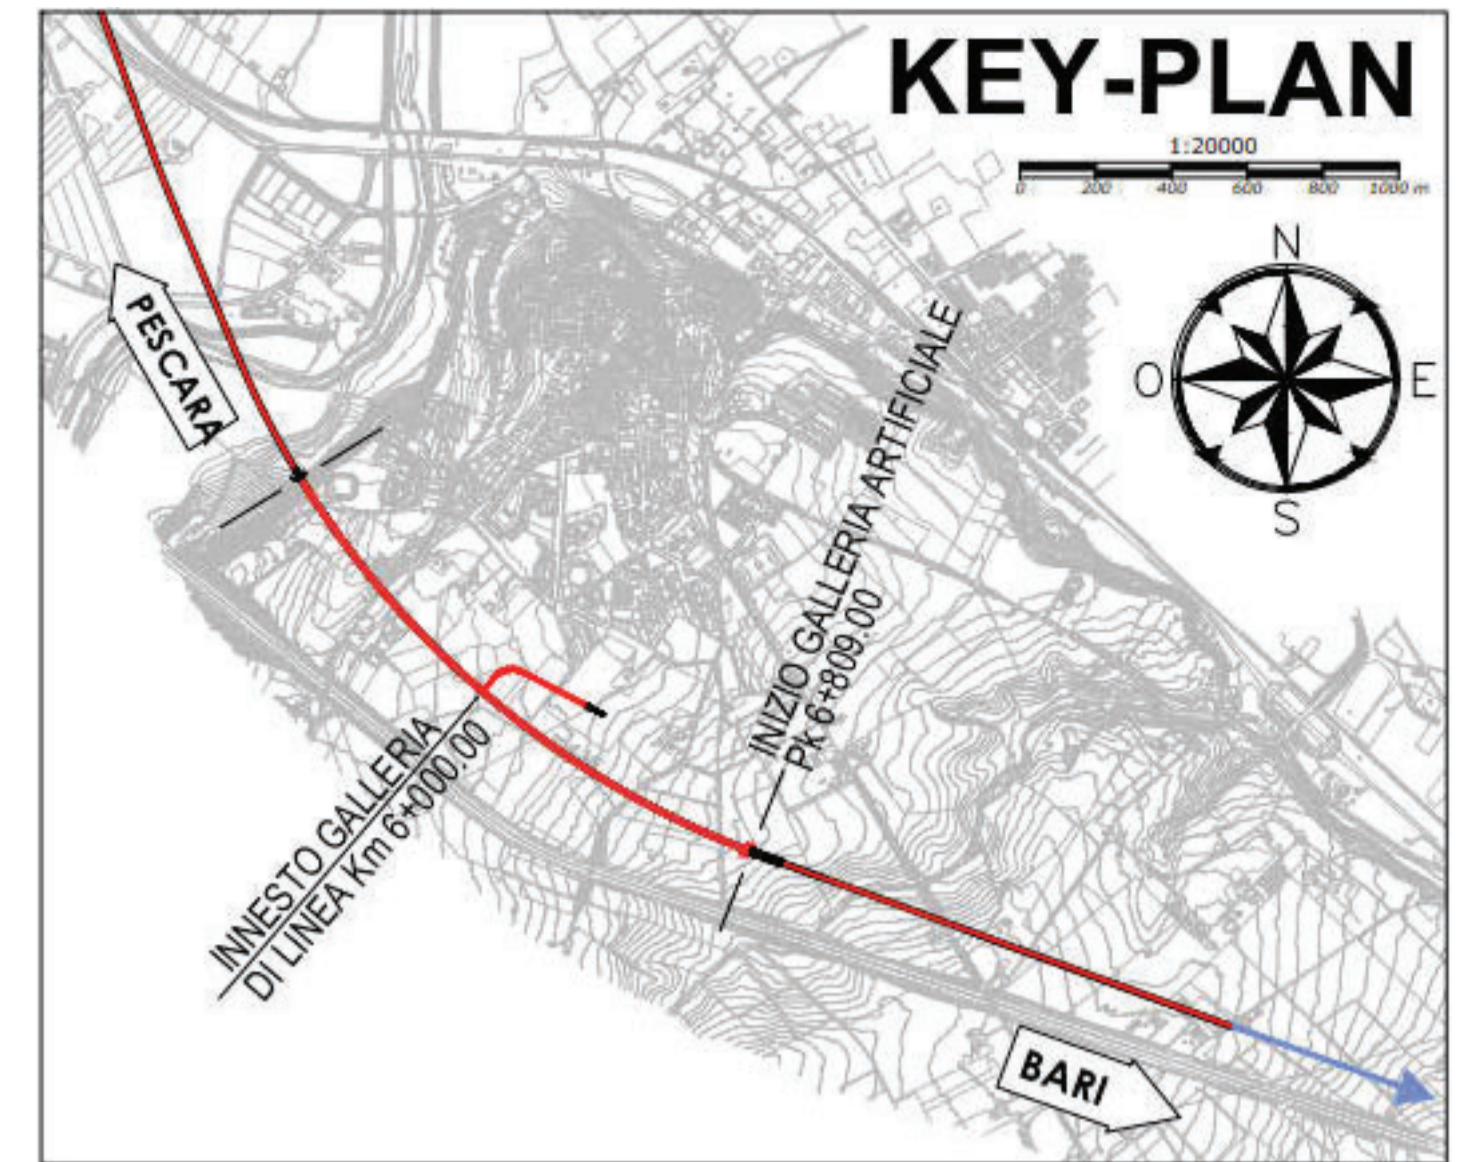 KEY-PLAN
1:20000
0 200 400 600 800 1000 m
N
O E
S
PESCARA
INIZIO GALLERIA ARTIFICIALE
Pk 6+809.00
INNESTO GALLERIA
DI LINEA Km 6+000.00
BARI